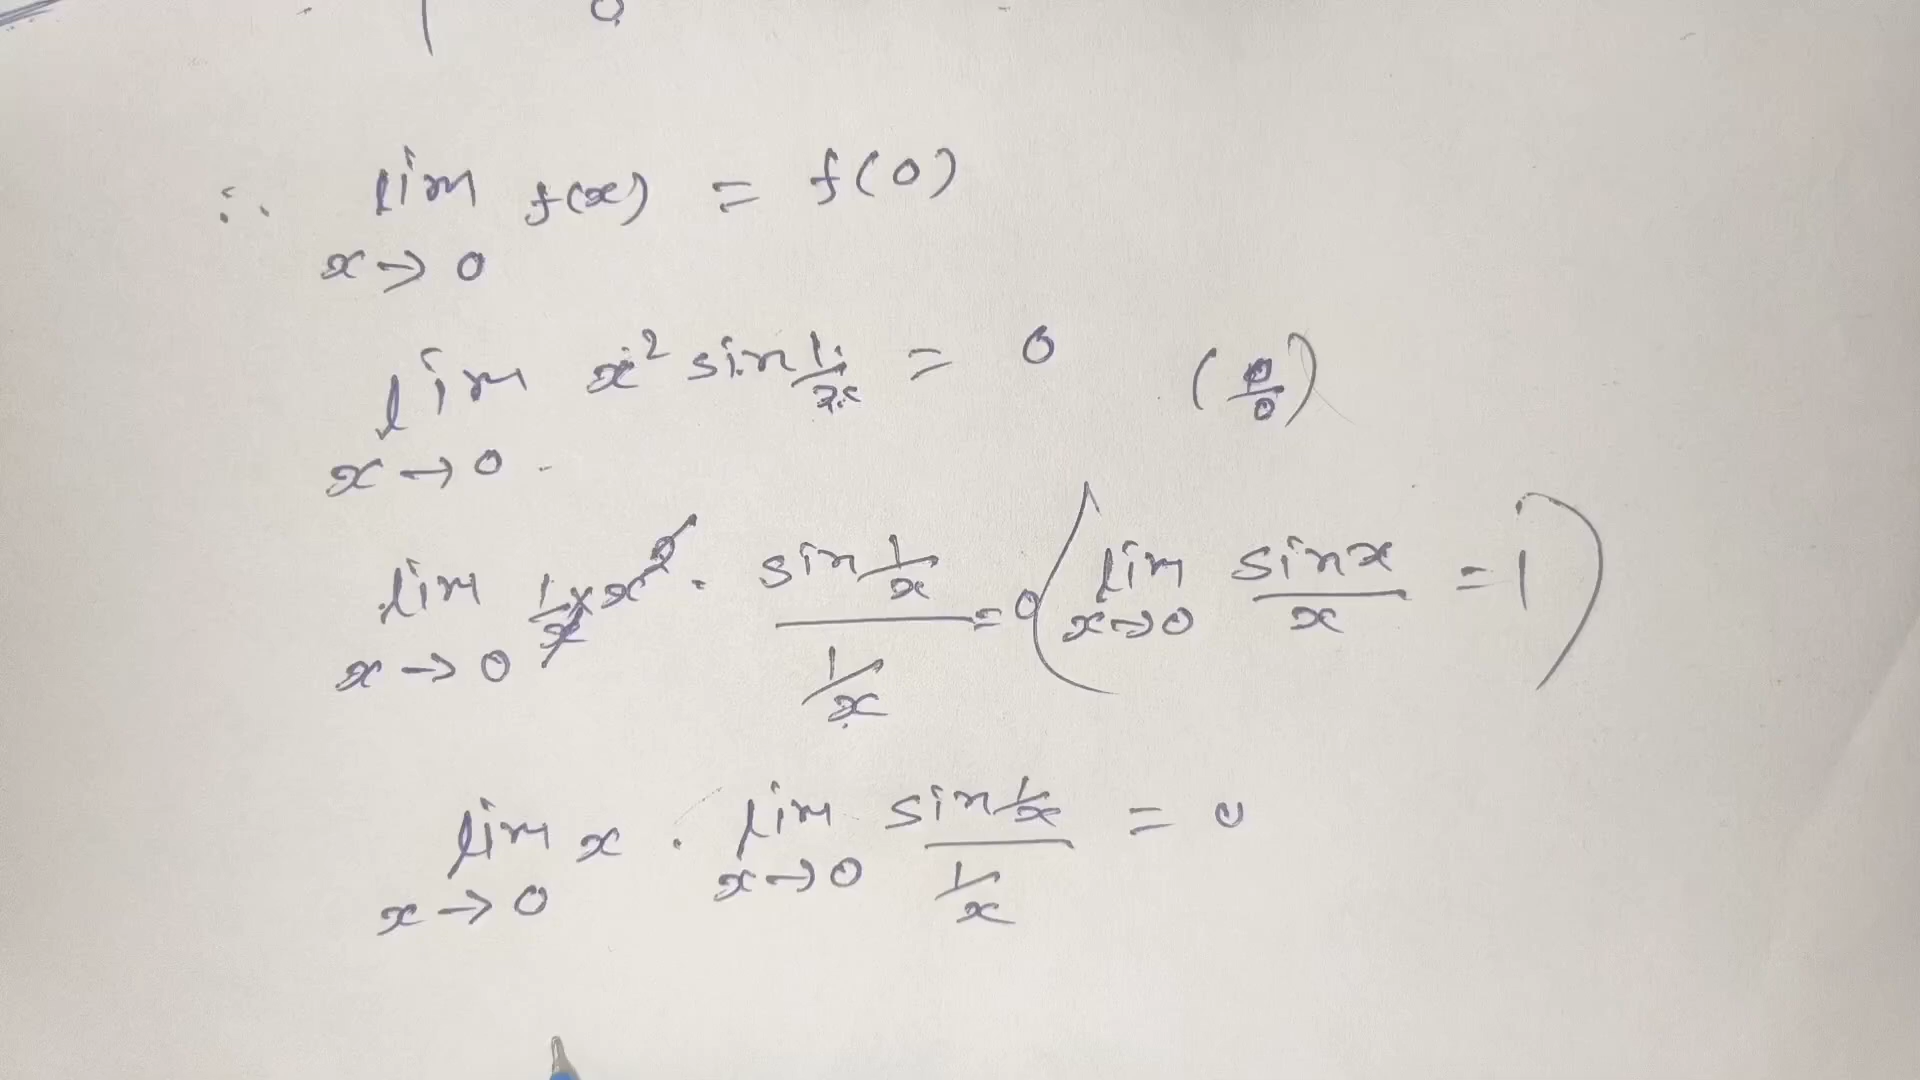 ∴ lim x→0 f(x) = f(0)
lim x→0 x² sin 1/x = 0 (0/0)
lim x→0 1/x × x² · (sin 1/x)/(1/x) = 0 (lim x→0 sinx/x = 1)
lim x→0 x · lim x→0 (sin 1/x)/(1/x) = 0